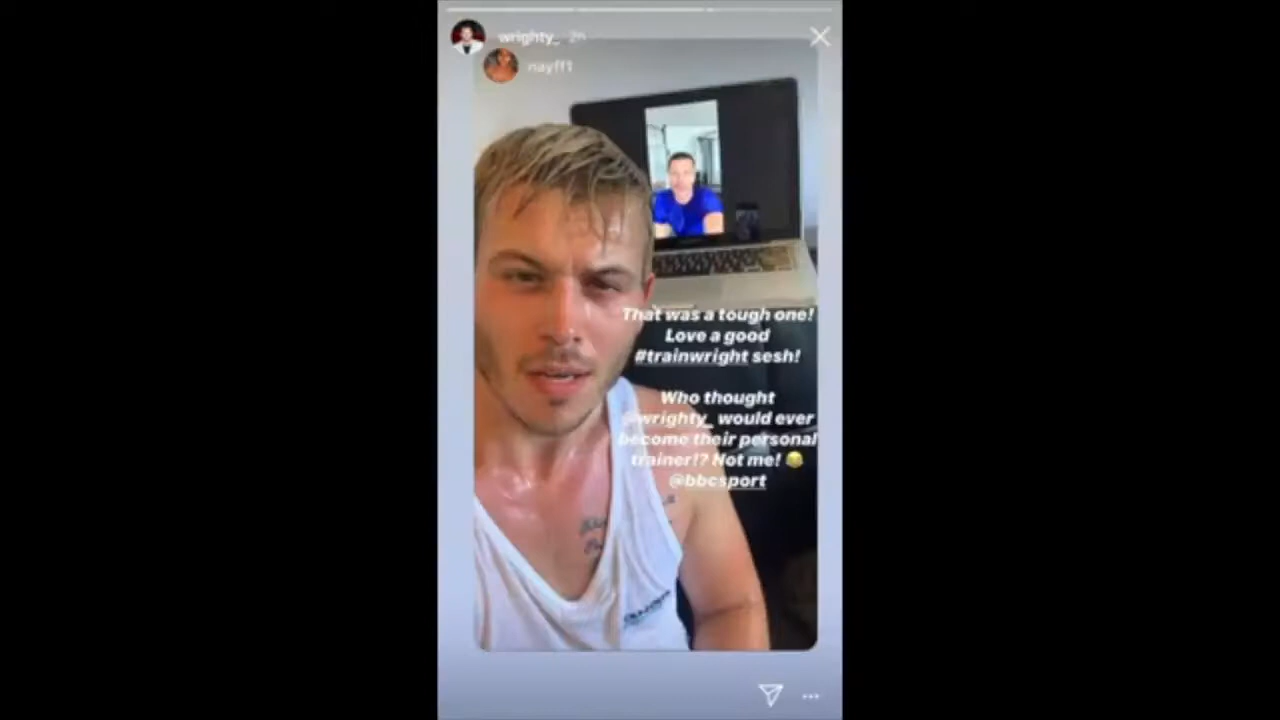 wrighty_ 2h
nayff1
That was a tough one!
Love a good
#trainwright sesh!
Who thought
@wrighty_ would ever
become their personal
trainer!? Not me! 😂
@bbcsport